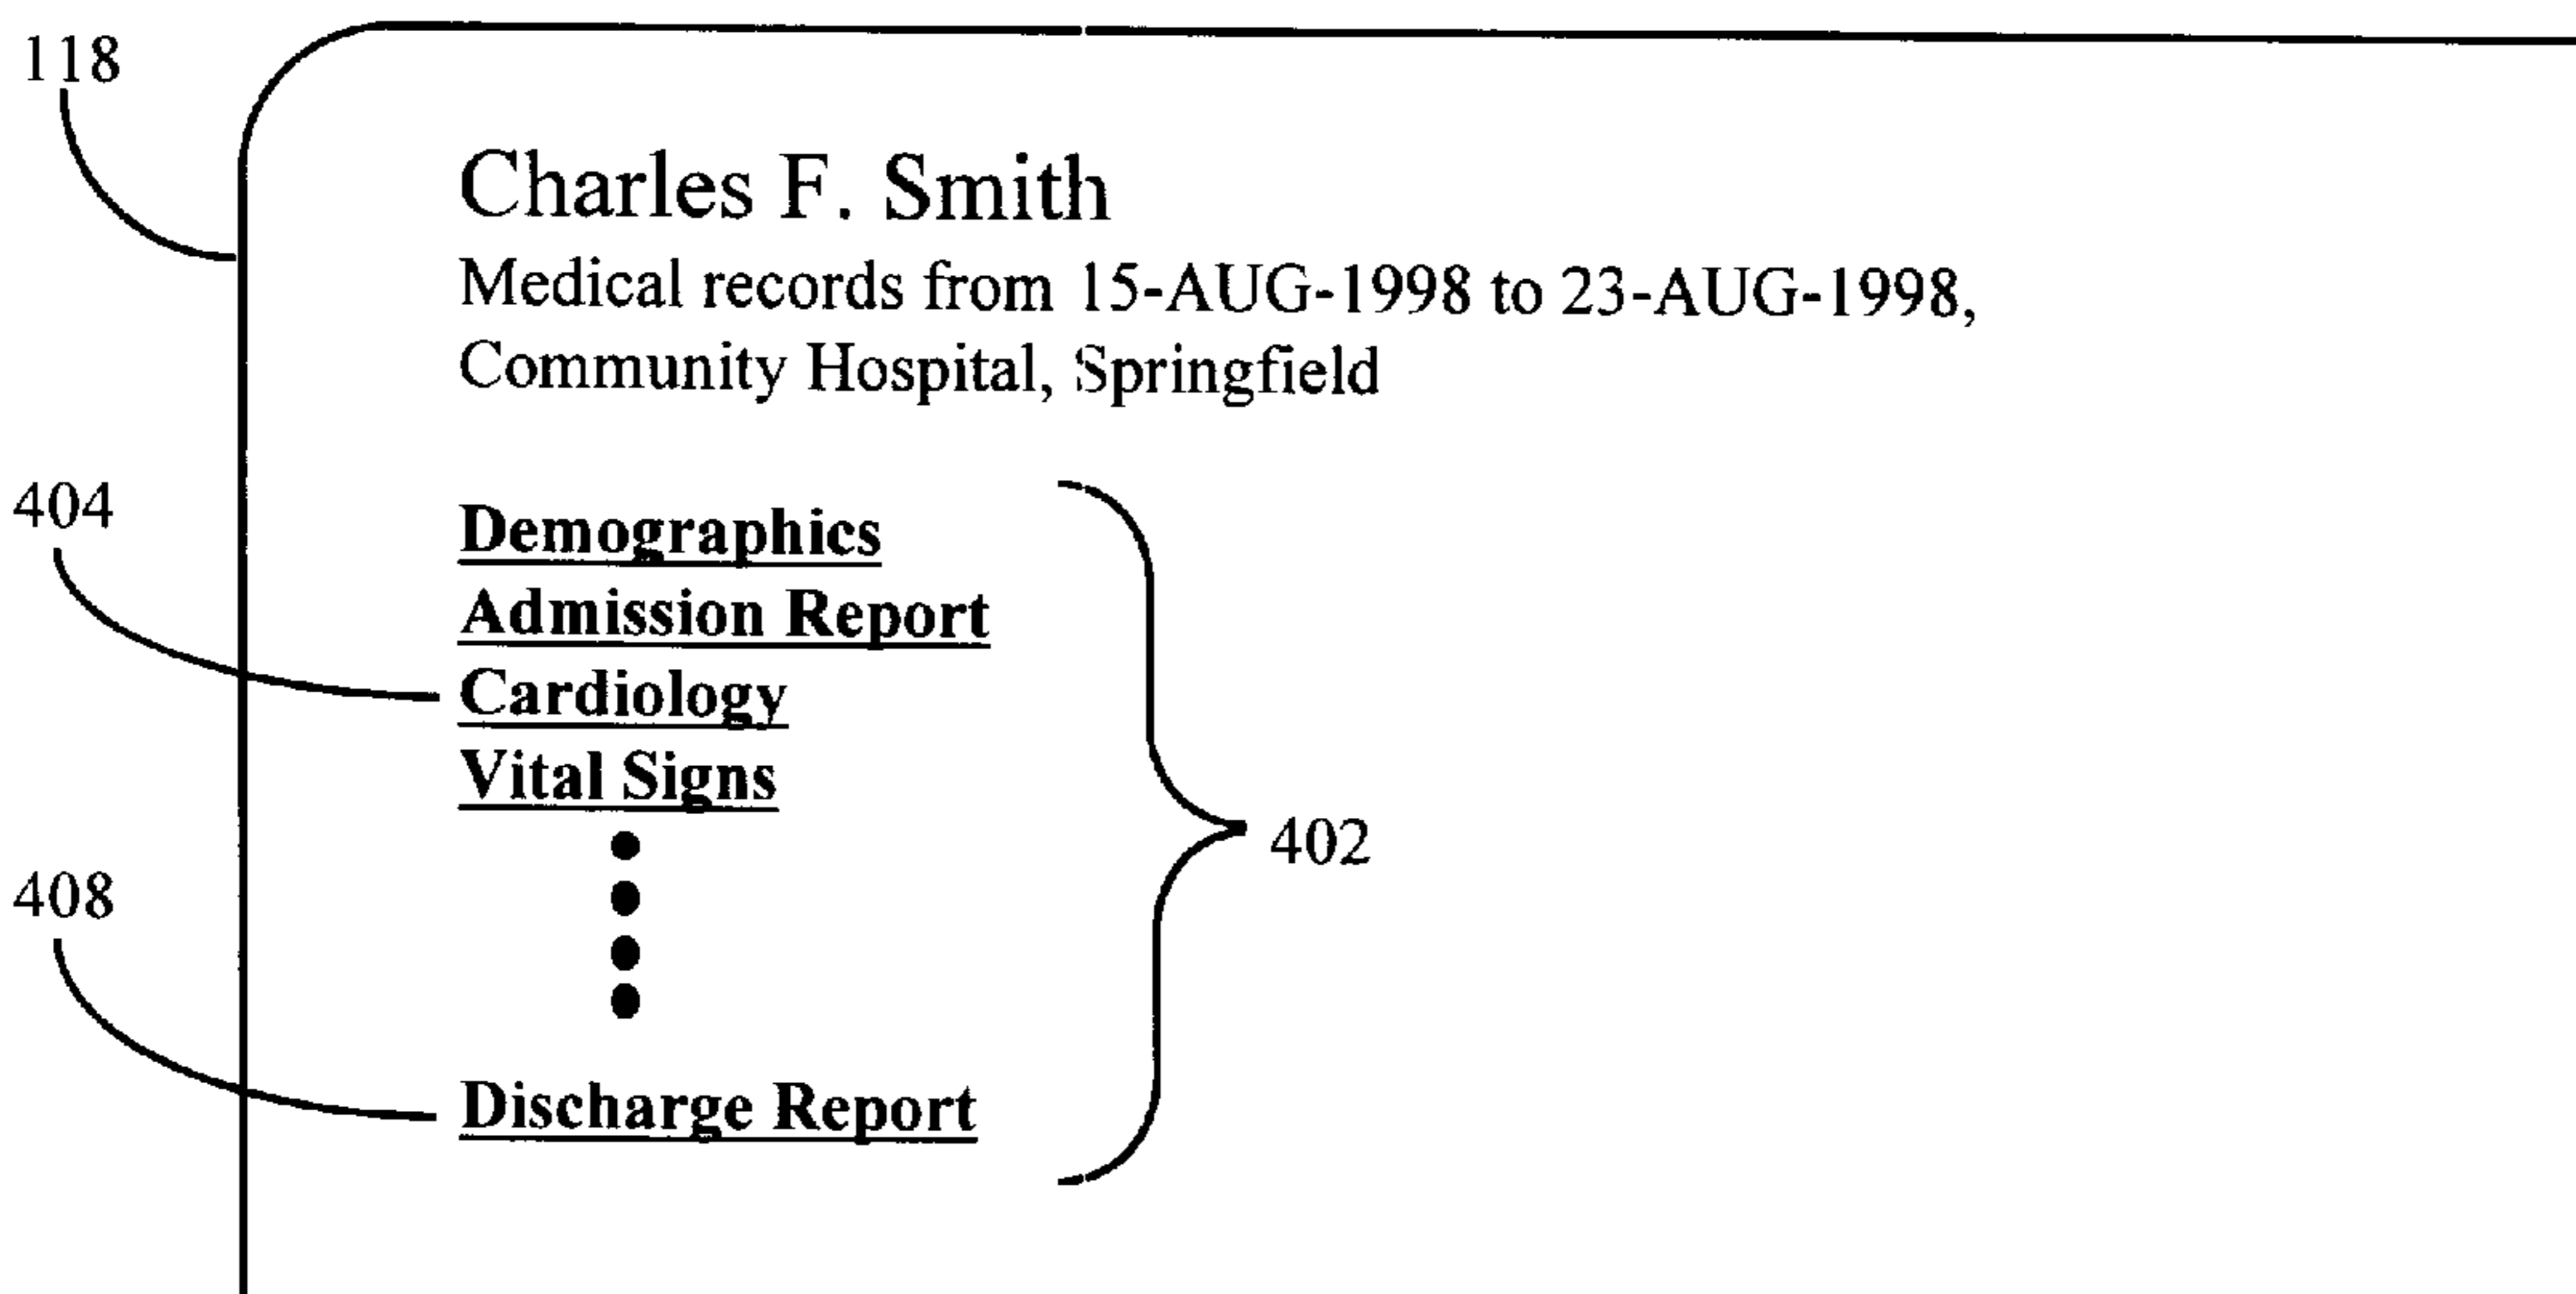 118
Charles F. Smith
Medical records from 15-AUG-1998 to 23-AUG-1998,
Community Hospital, Springfield
404
Demographics
Admission Report
Cardiology
Vital Signs
402
408
Discharge Report